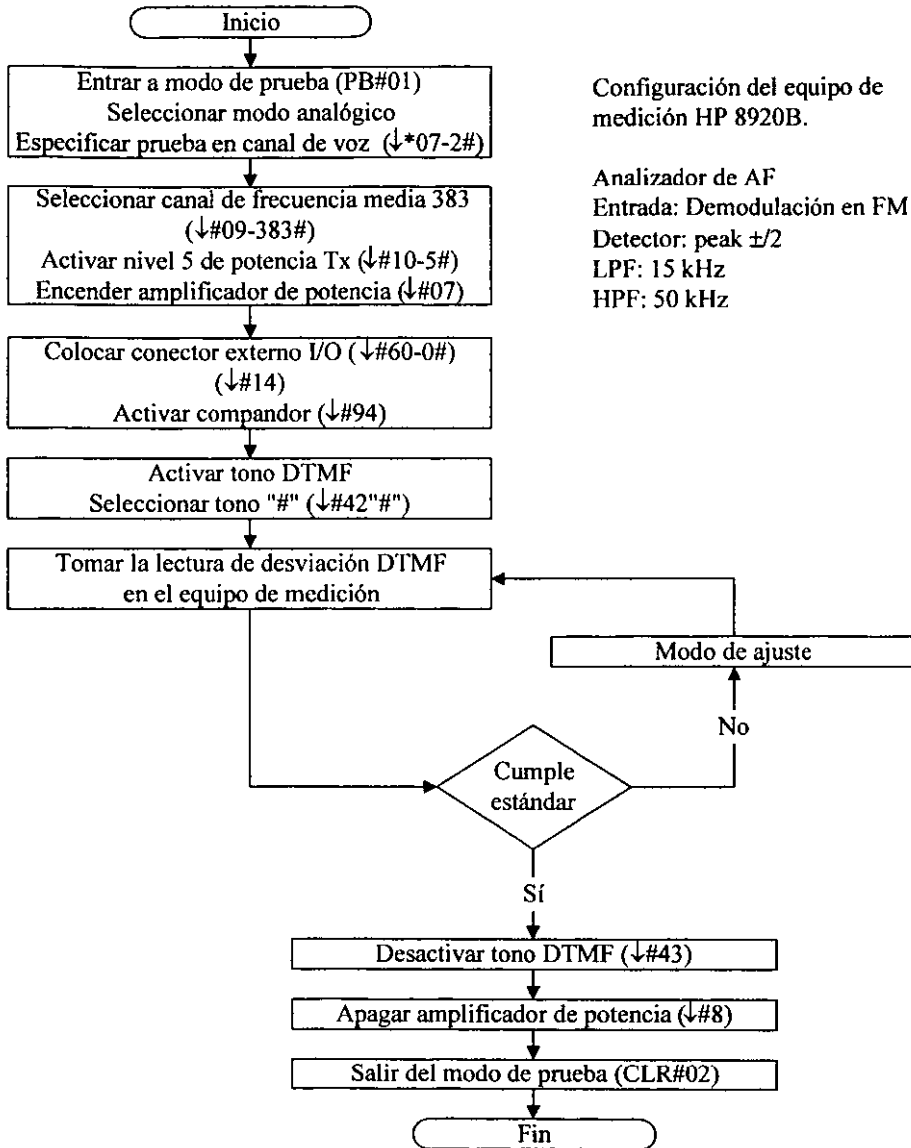 Inicio
Entrar a modo de prueba (PB#01)
Seleccionar modo analógico
Especificar prueba en canal de voz (↓*07-2#)
Seleccionar canal de frecuencia media 383
(↓#09-383#)
Activar nivel 5 de potencia Tx (↓#10-5#)
Encender amplificador de potencia (↓#07)
Colocar conector externo I/O (↓#60-0#)
(↓#14)
Activar compandor (↓#94)
Activar tono DTMF
Seleccionar tono "#" (↓#42"#")
Tomar la lectura de desviación DTMF
en el equipo de medición
Configuración del equipo de
medición HP 8920B.
Analizador de AF
Entrada: Demodulación en FM
Detector: peak ±/2
LPF: 15 kHz
HPF: 50 kHz
Modo de ajuste
No
Cumple
estándar
Sí
Desactivar tono DTMF (↓#43)
Apagar amplificador de potencia (↓#8)
Salir del modo de prueba (CLR#02)
Fin